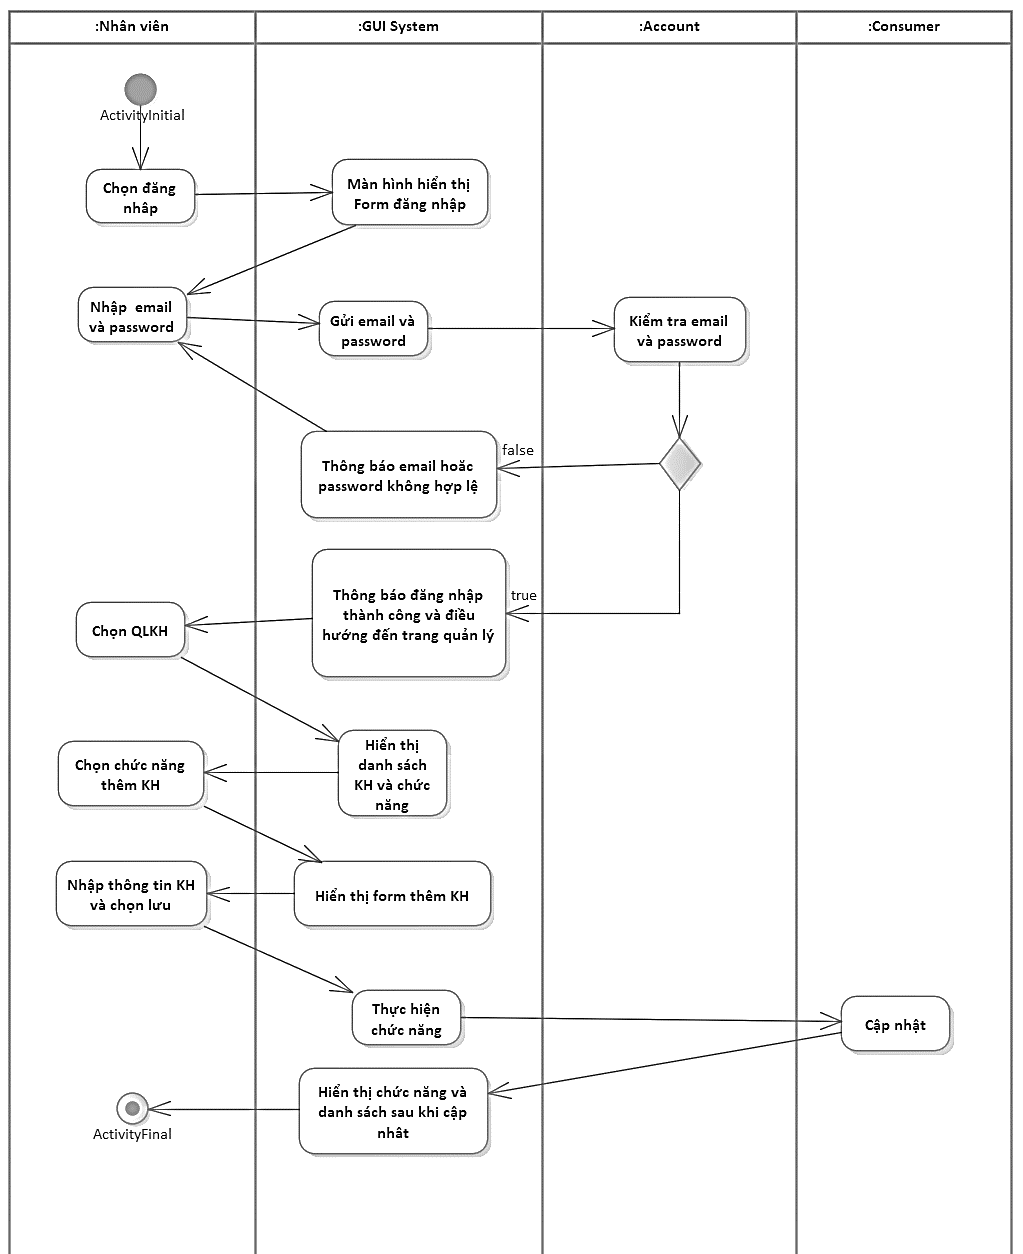 :Nhân viên
:GUI System
:Account
:Consumer
ActivityInitial
Chọn đăng
nhâp
Màn hình hiển thị
Form đăng nhập
Nhập email
và password
Gửi email và
password
Kiểm tra email
và password
false
Thông báo email hoăc
password không hợp lệ
true
Thông báo đăng nhập
thành công và điều
hướng đến trang quản lý
Chọn QLKH
Hiển thị
danh sách
KH và chức
năng
Chọn chức năng
thêm KH
Nhập thông tin KH
và chọn lưu
Hiển thị form thêm KH
Thực hiện
chức năng
Cập nhật
Hiển thị chức năng và
danh sách sau khi cập
nhât
ActivityFinal